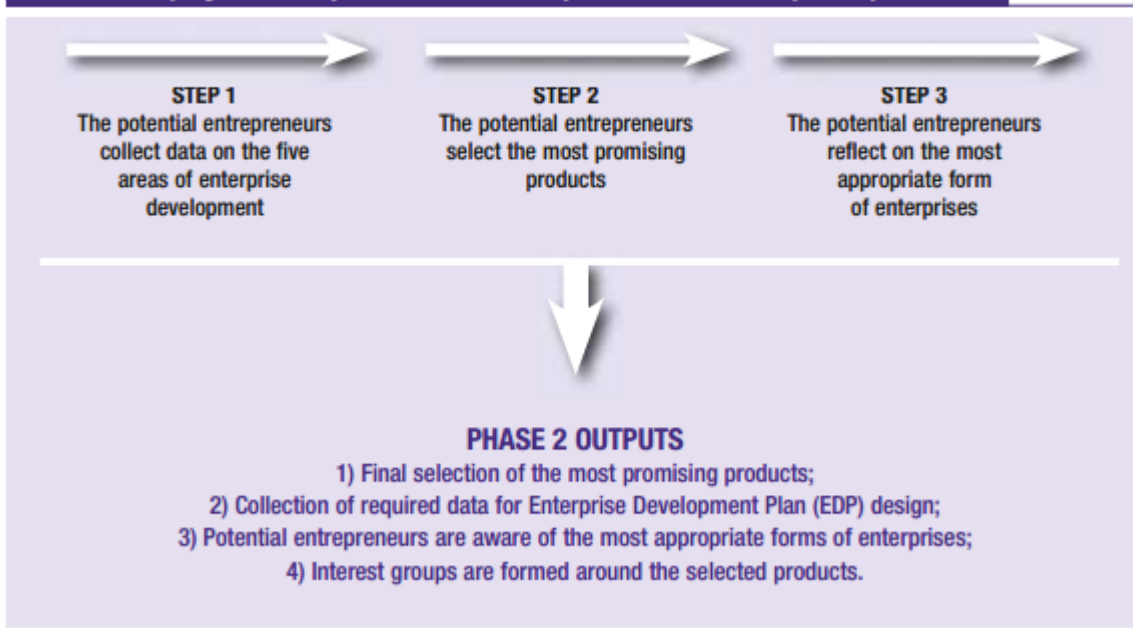 STEP 1
The potential entrepreneurs
collect data on the five
areas of enterprise
development
STEP 2
The potential entrepreneurs
select the most promising
products
STEP 3
The potential entrepreneurs
reflect on the most
appropriate form
of enterprises
PHASE 2 OUTPUTS
1) Final selection of the most promising products;
2) Collection of required data for Enterprise Development Plan (EDP) design;
3) Potential entrepreneurs are aware of the most appropriate forms of enterprises;
4) Interest groups are formed around the selected products.